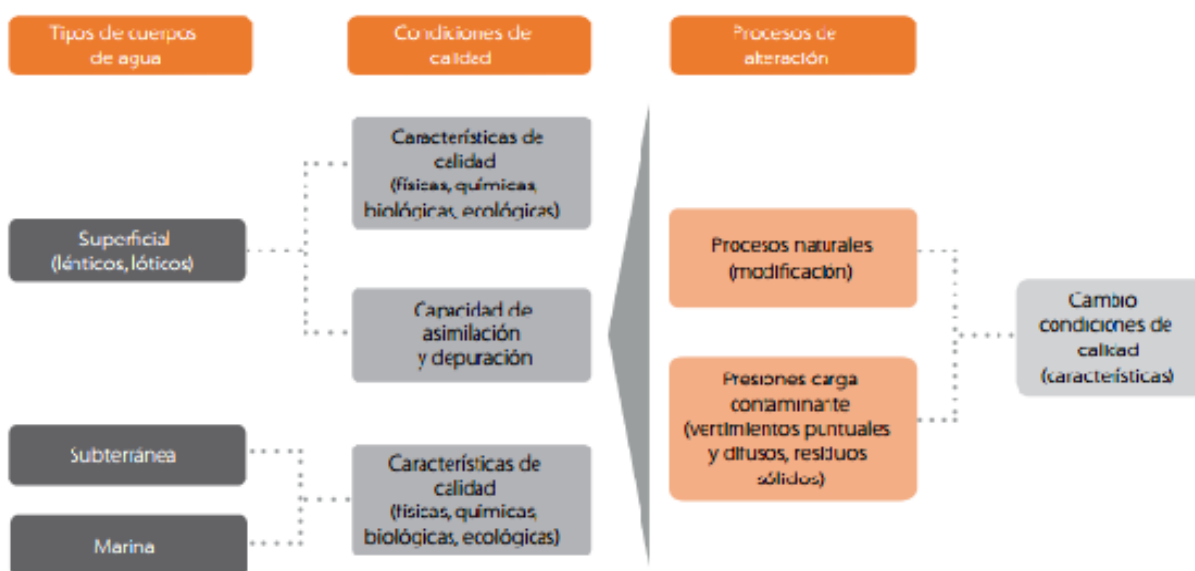 Tipos de cuerpos
de agua
Condiciones de
calidad
Procesos de
alteración
Características de
calidad
(físicas, químicas,
biológicas, ecológicas)
Superficial
(lénticos, lóticos)
Capacidad de
asimilación
y depuración
Subterránea
Marina
Características de
calidad
(físicas, químicas,
biológicas, ecológicas)
Procesos naturales
(modificación)
Presiones carga
contaminante
(vertimientos puntuales
y difusos, residuos
sólidos)
Cambio
condiciones de
calidad
(características)